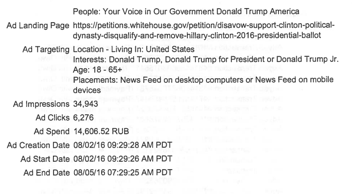 People: Your Voice in Our Government Donald Trump America
Ad Landing Page https://petitions.whitehouse.gov/petition/disavow-support-clinton-political-
dynasty-disqualify-and-remove-hillary-clinton-2016-presidential-ballot
Ad Targeting Location - Living In: United States
Interests: Donald Trump, Donald Trump for President or Donald Trump Jr.
Age: 18 - 65+
Placements: News Feed on desktop computers or News Feed on mobile
devices
Ad Impressions 34,943
Ad Clicks 6,276
Ad Spend 14,606.52 RUB
Ad Creation Date 08/02/16 09:29:28 AM PDT
Ad Start Date 08/02/16 09:29:26 AM PDT
Ad End Date 08/05/16 07:29:25 AM PDT